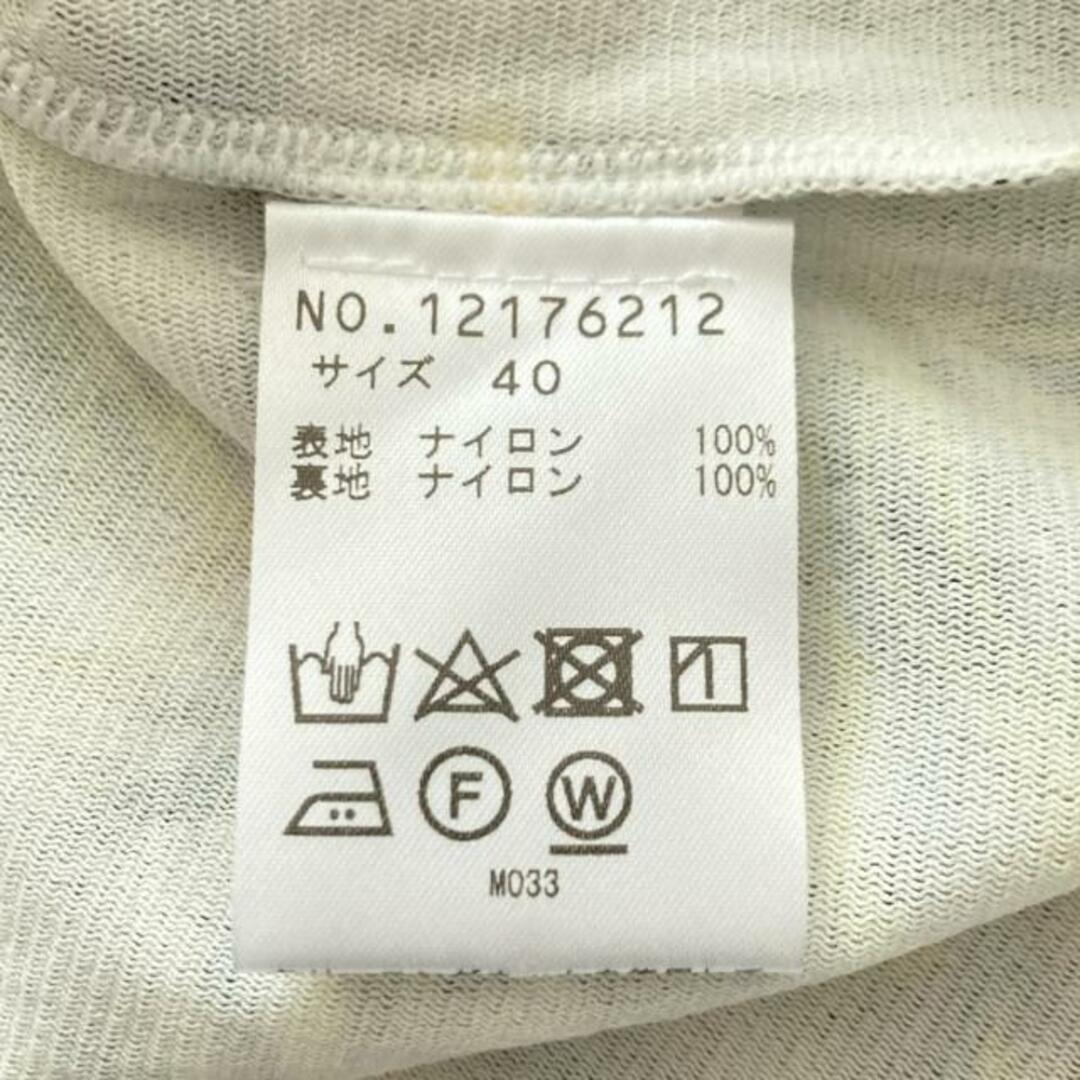 NO.12176212
サイズ 40
表地 ナイロン 100%
裏地 ナイロン 100%
F W
M033